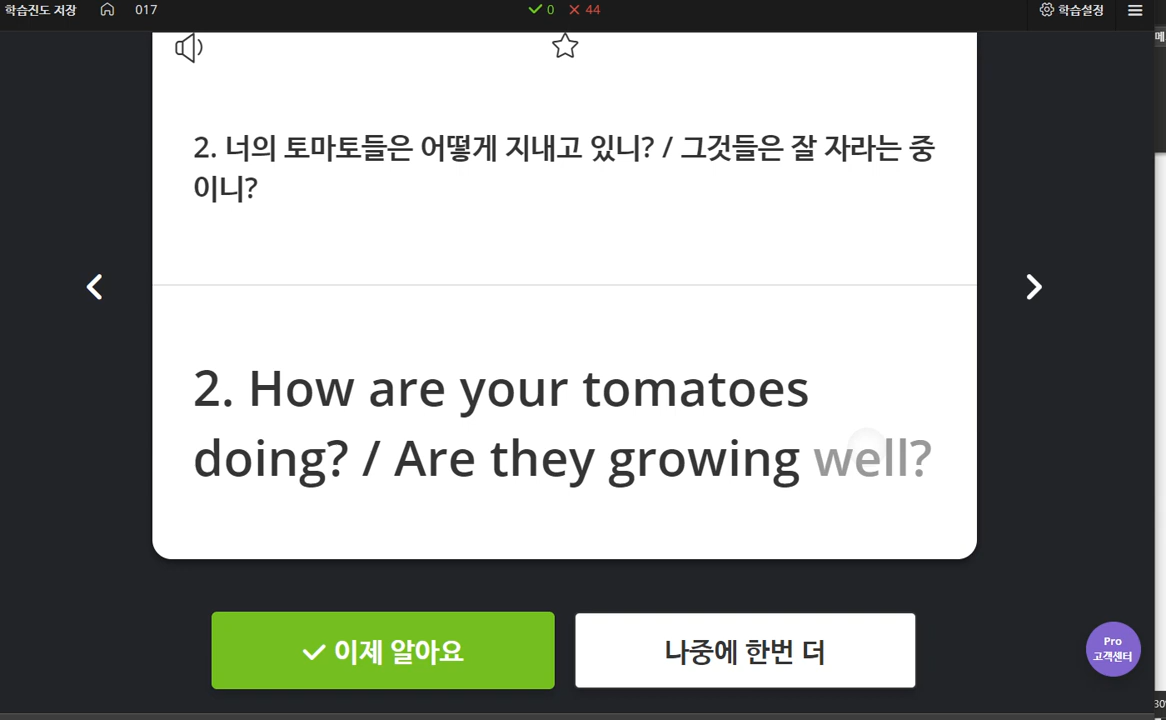 학습진도 저장 017 0 44 학습설정
메
2. 너의 토마토들은 어떻게 지내고 있니? / 그것들은 잘 자라는 중
이니?
2. How are your tomatoes
doing? / Are they growing well?
이제 알아요 나중에 한번 더
Pro
고객센터